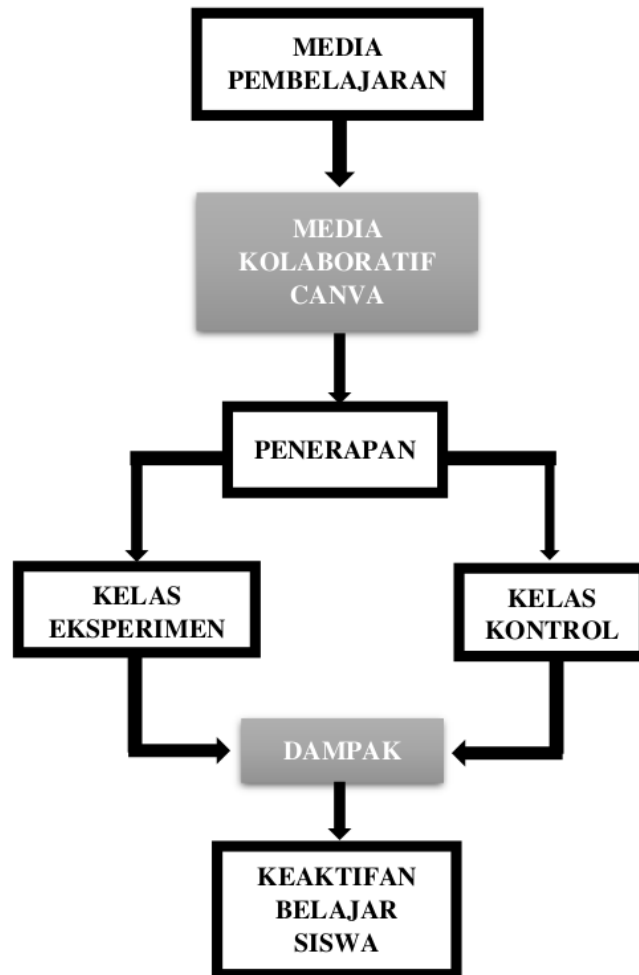 MEDIA
PEMBELAJARAN
MEDIA
KOLABORATIF
CANVA
PENERAPAN
KELAS
EKSPERIMEN
KELAS
KONTROL
DAMPAK
KEAKTIFAN
BELAJAR
SISWA